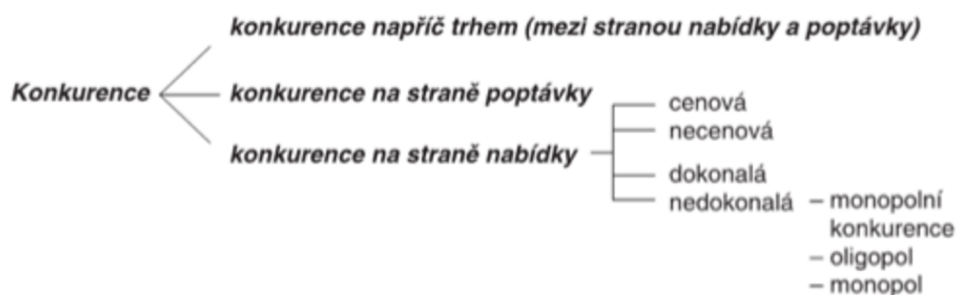 konkurence napříč trhem (mezi stranou nabídky a poptávky)
Konkurence
konkurence na straně poptávky
konkurence na straně nabídky
cenová
necenová
dokonalá
nedokonalá
– monopolní
konkurence
– oligopol
– monopol